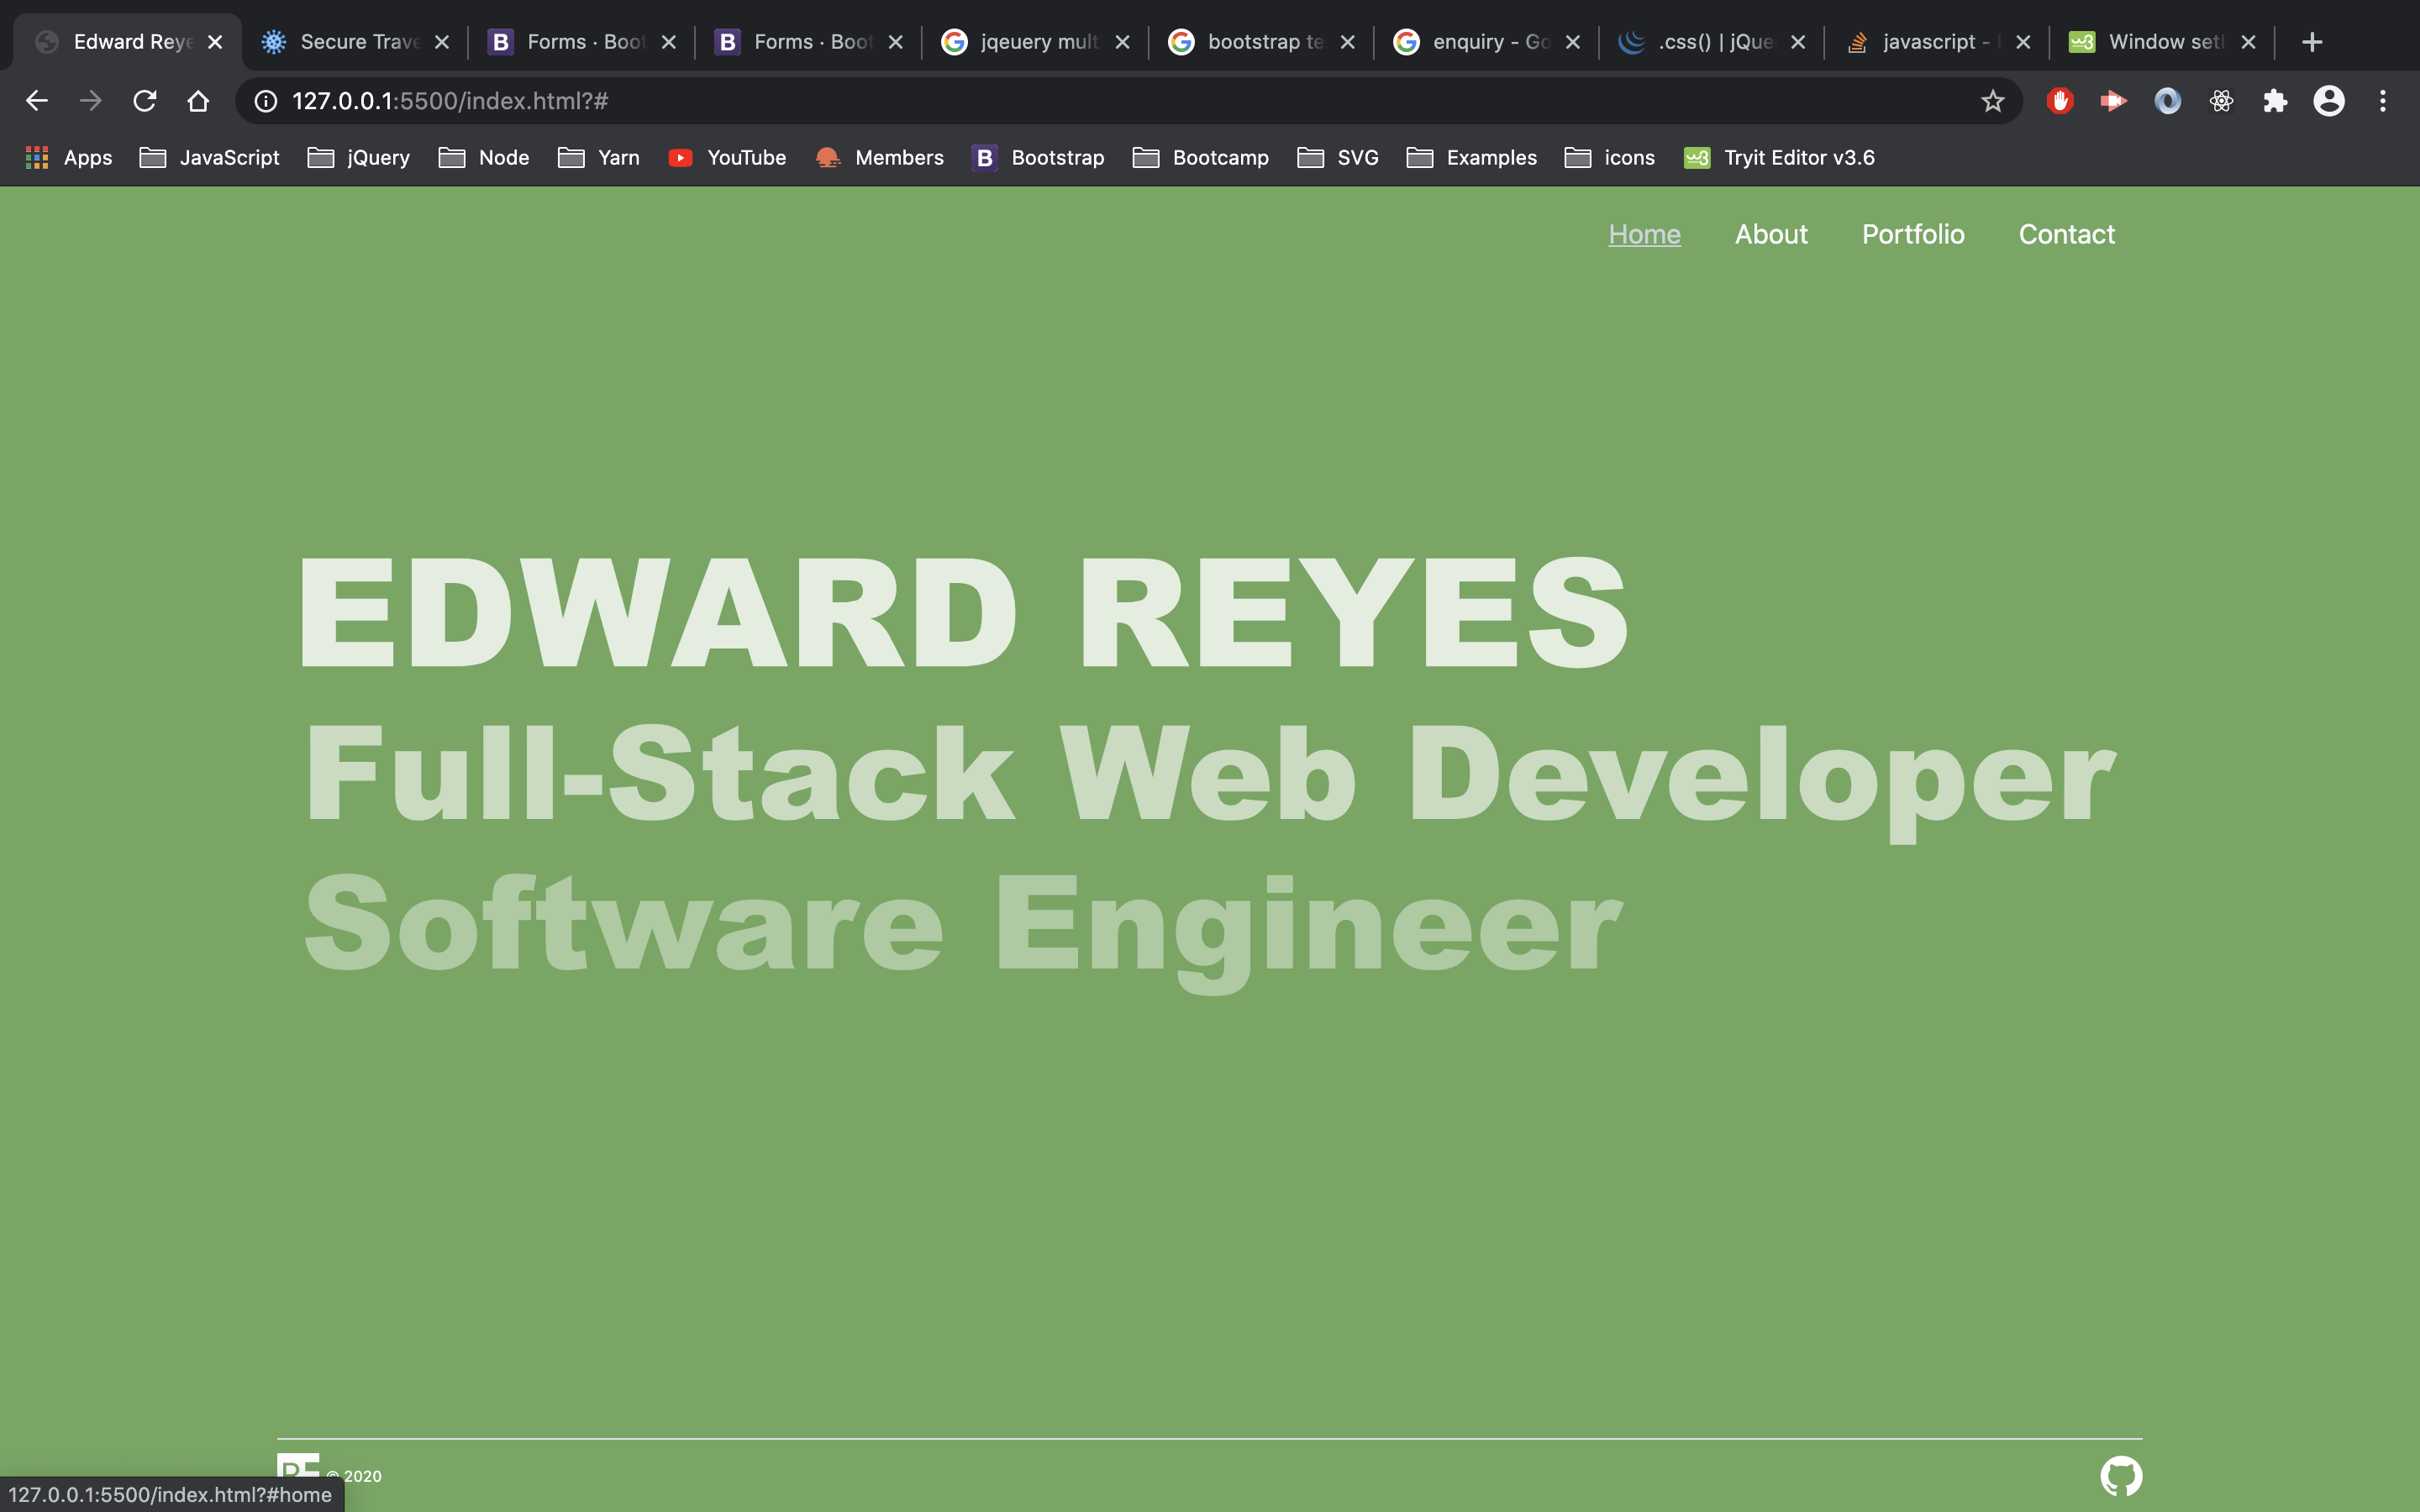 Edward Reye
Secure Trave
Forms · Boot
Forms · Boot
jqeuery mult
bootstrap te
enquiry - Go
.css() | jQue
javascript -
Window set
127.0.0.1:5500/index.html?#
Apps
JavaScript
jQuery
Node
Yarn
YouTube
Members
Bootstrap
Bootcamp
SVG
Examples
icons
Tryit Editor v3.6
Home
About
Portfolio
Contact
EDWARD REYES
Full-Stack Web Developer
Software Engineer
© 2020
127.0.0.1:5500/index.html?#home